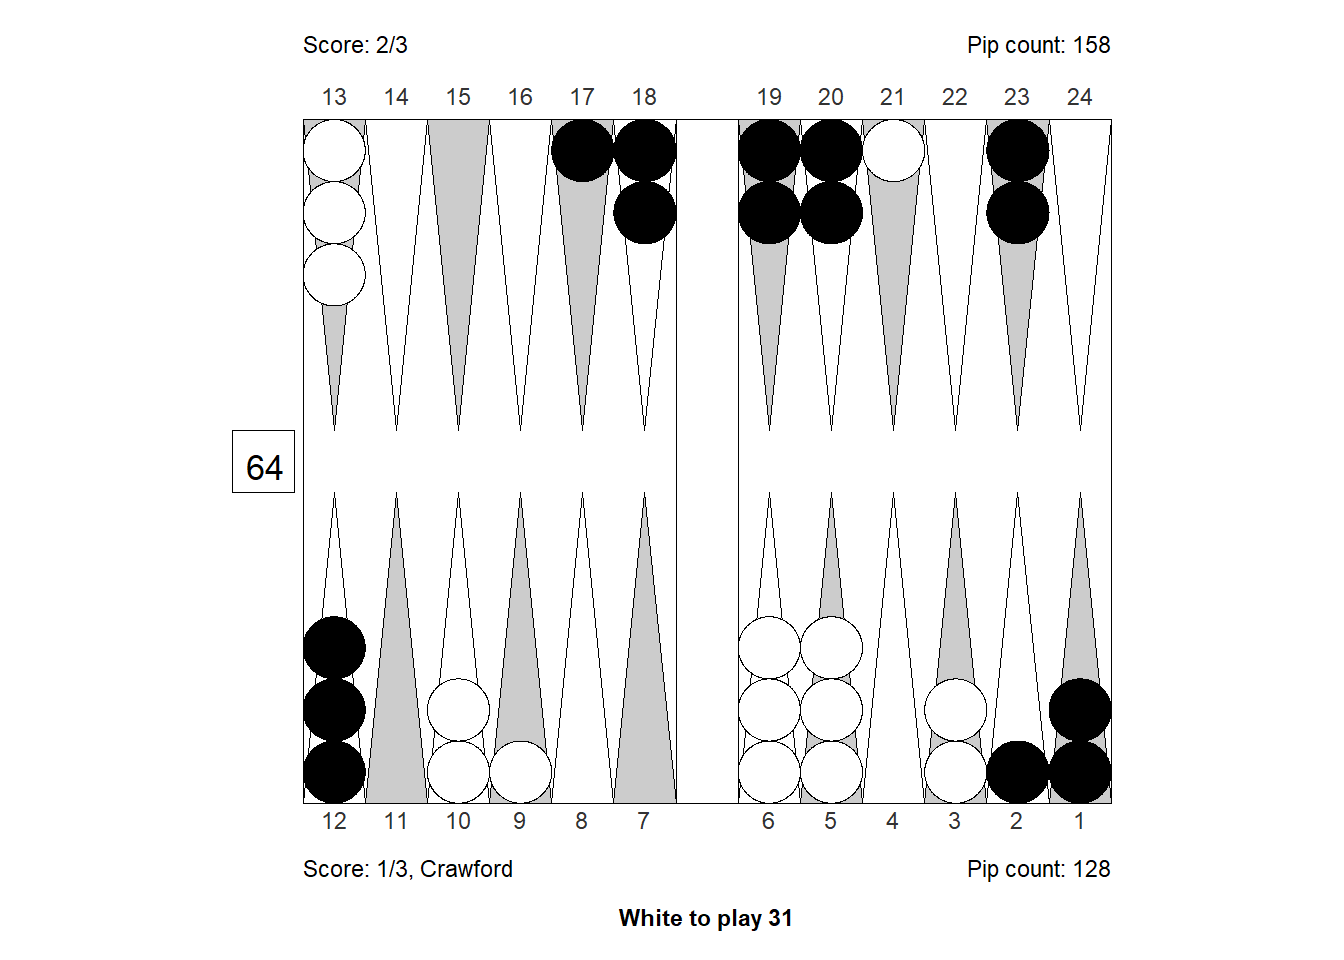 Score: 2/3 Pip count: 158
13 14 15 16 17 18 19 20 21 22 23 24
64
12 11 10 9 8 7 6 5 4 3 2 1
Score: 1/3, Crawford Pip count: 128
White to play 31